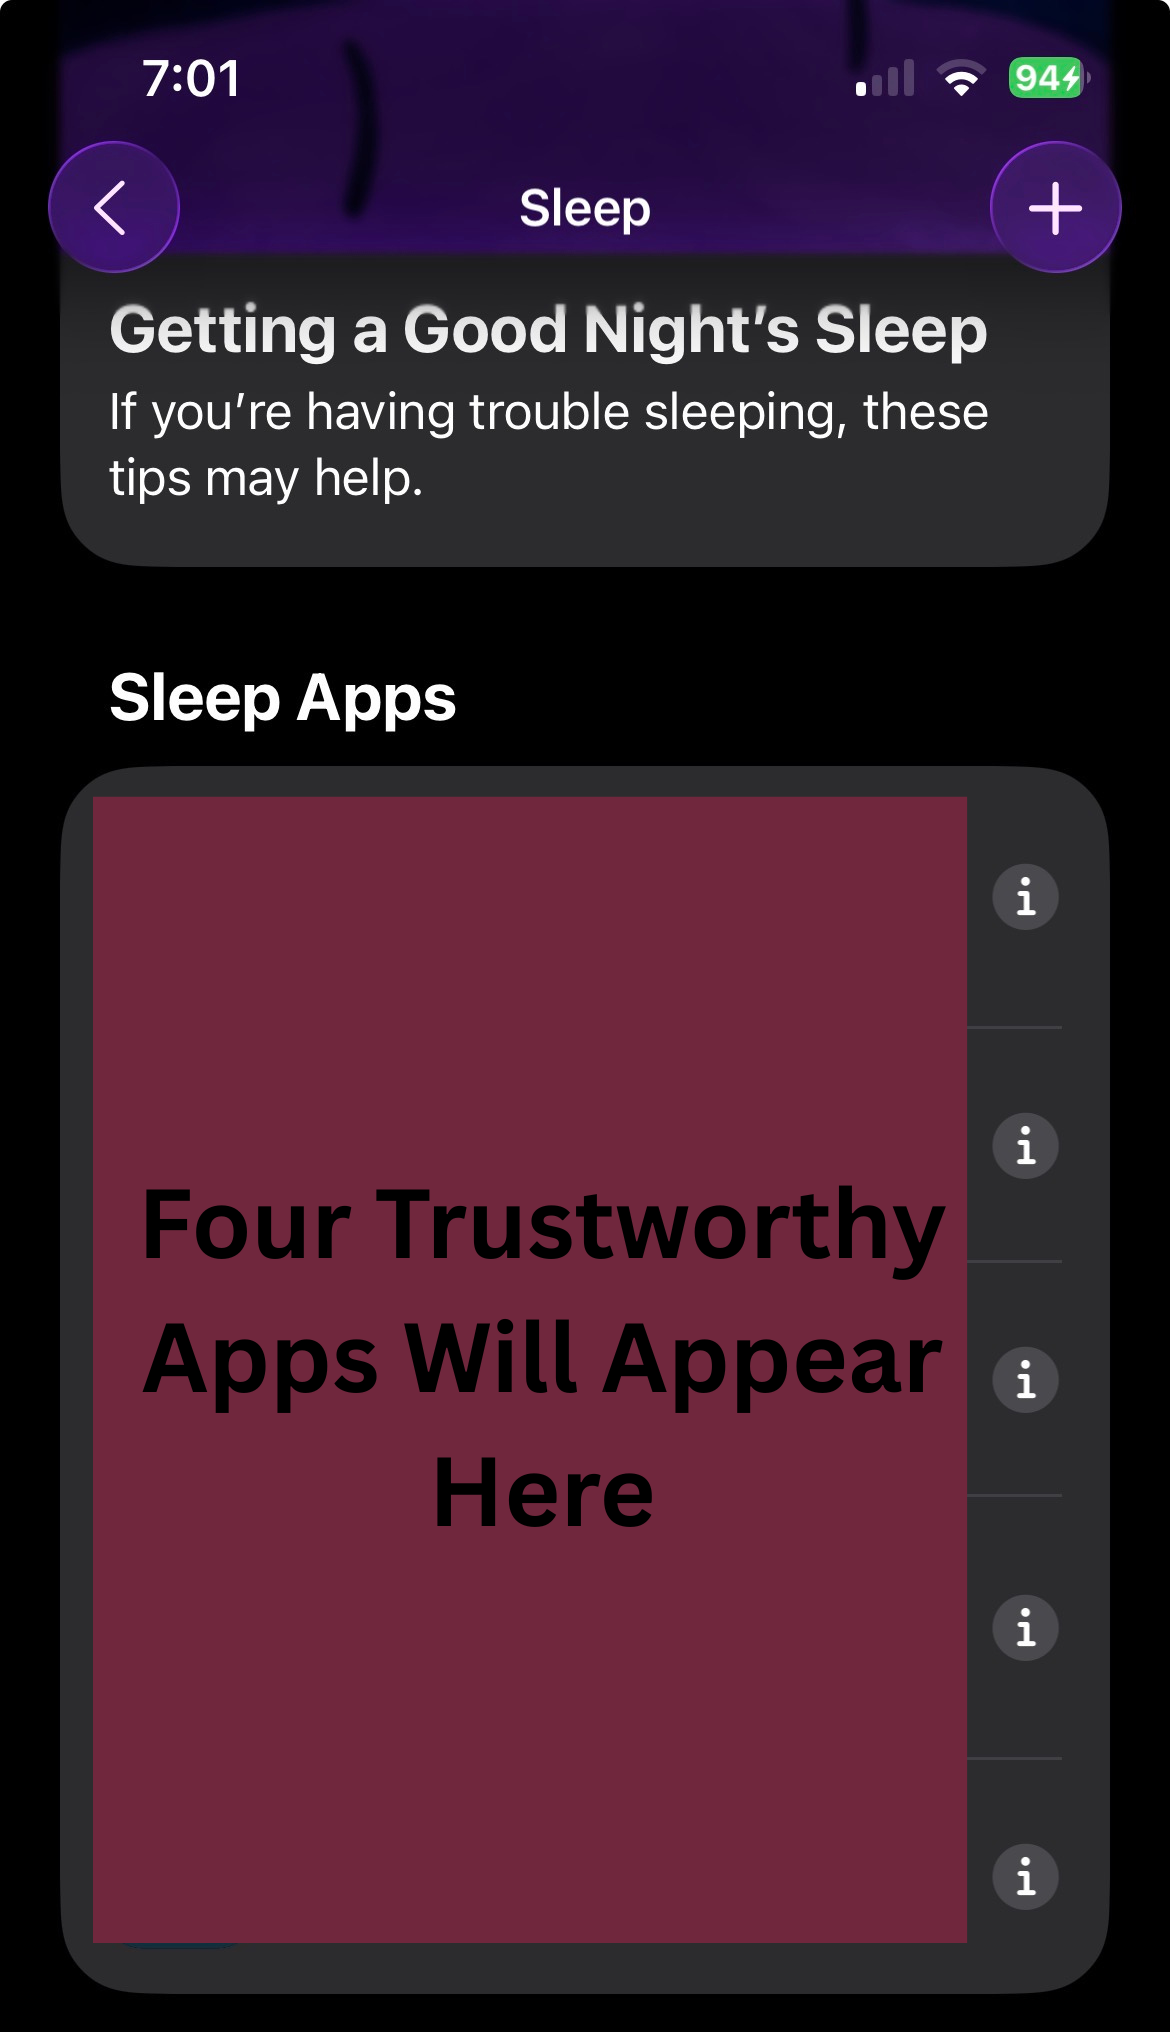 7:01
94
Sleep
Getting a Good Night's Sleep
If you're having trouble sleeping, these
tips may help.
Sleep Apps
i
Four Trustworthy
i
Apps Will Appear
i
Here
i
i